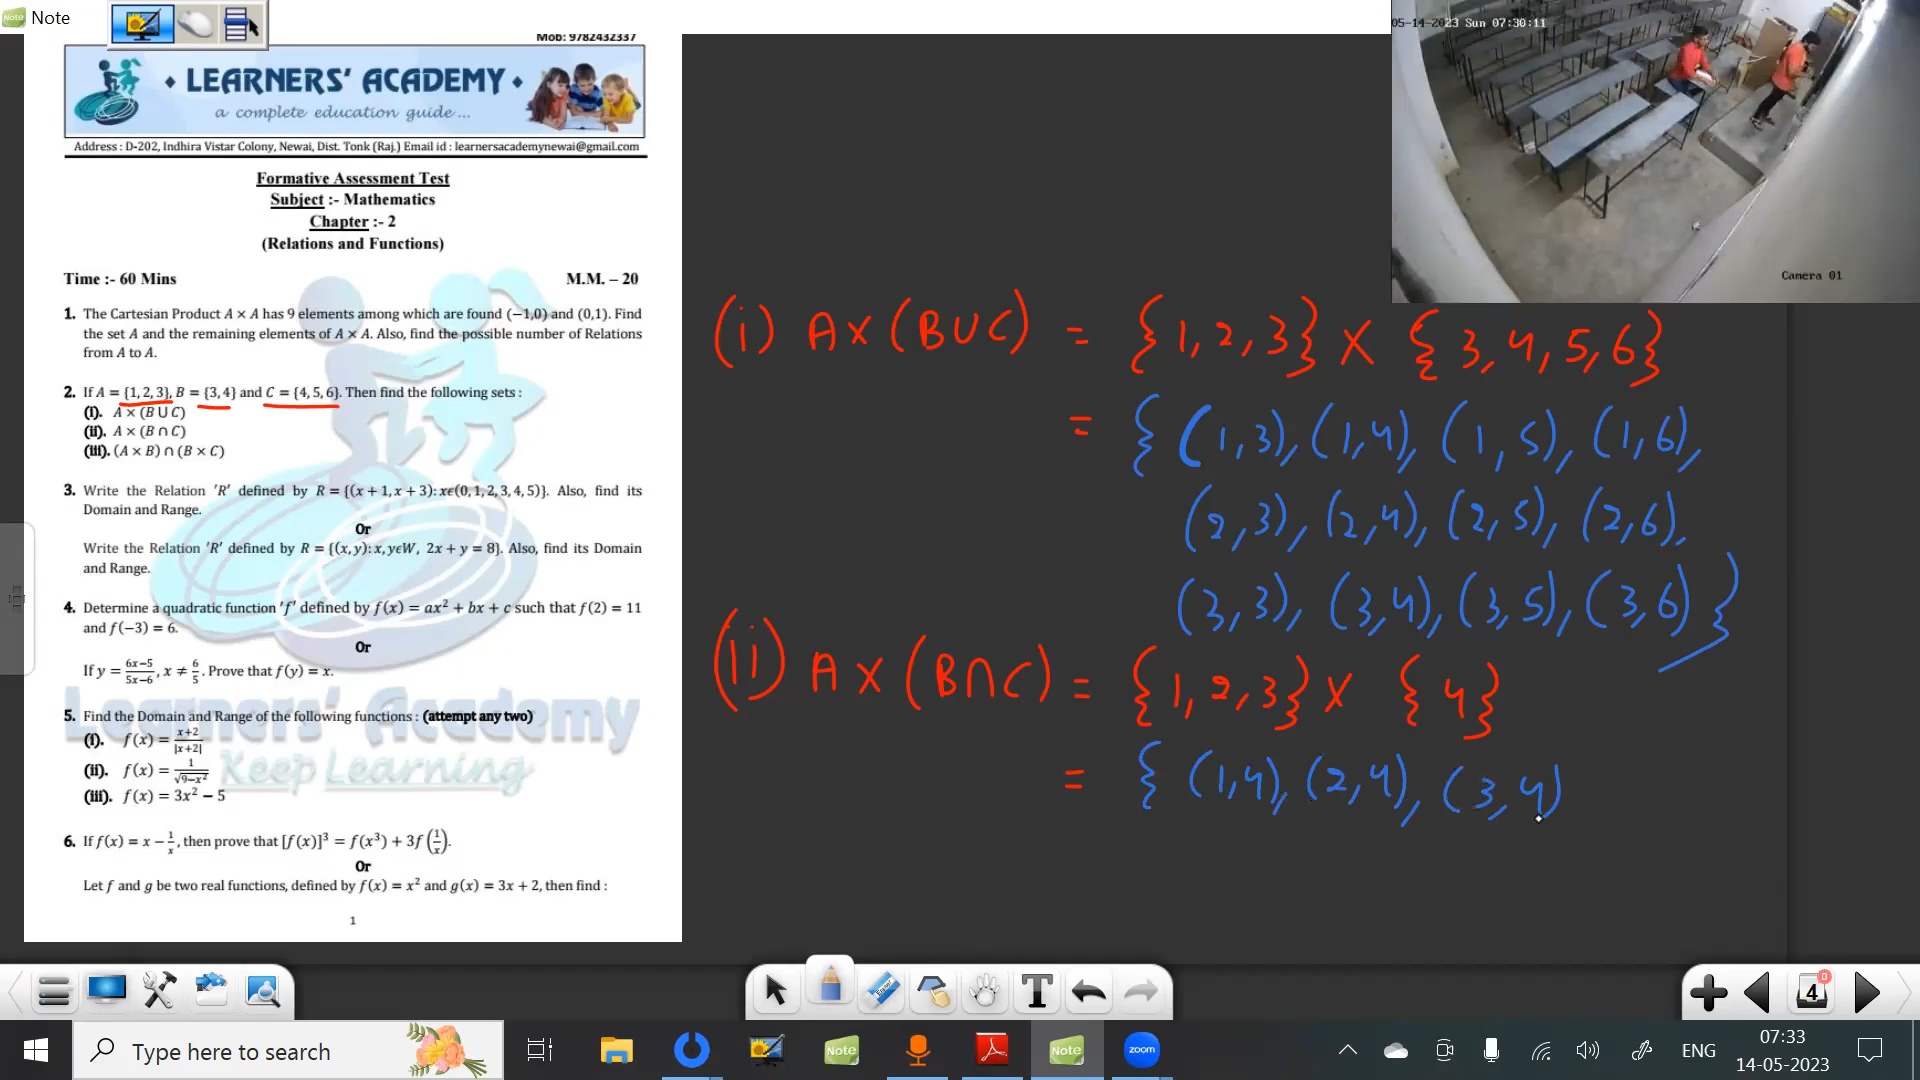 Note
Mob: 9782432337
LEARNERS' ACADEMY
a complete education guide...
Address : D-202, Indhira Vistar Colony, Newai, Dist. Tonk (Raj.) Email id : learnersacademynewai@gmail.com
Formative Assessment Test
Subject :- Mathematics
Chapter :- 2
(Relations and Functions)
Time :- 60 Mins M.M. – 20
1. The Cartesian Product A × A has 9 elements among which are found (−1,0) and (0,1). Find
the set A and the remaining elements of A × A. Also, find the possible number of Relations
from A to A.
2. If A = {1, 2, 3}, B = {3, 4} and C = {4, 5, 6}. Then find the following sets :
(i). A × (B ∪ C)
(ii). A × (B ∩ C)
(iii). (A × B) ∩ (B × C)
3. Write the Relation 'R' defined by R = {(x + 1, x + 3): xϵ(0, 1, 2, 3, 4, 5)}. Also, find its
Domain and Range.
Or
Write the Relation 'R' defined by R = {(x, y): x, yϵW, 2x + y = 8}. Also, find its Domain
and Range.
4. Determine a quadratic function 'f' defined by f(x) = ax² + bx + c such that f(2) = 11
and f(−3) = 6.
Or
If y = 6x−5/5x−6, x ≠ 6/5. Prove that f(y) = x.
Learners' Academy
5. Find the Domain and Range of the following functions : (attempt any two)
(i). f(x) = x+2/|x+2|
(ii). f(x) = 1/√9−x²
Keep Learning
(iii). f(x) = 3x² − 5
6. If f(x) = x − 1/x, then prove that [f(x)]³ = f(x³) + 3f(1/x).
Or
Let f and g be two real functions, defined by f(x) = x² and g(x) = 3x + 2, then find :
1
05-14-2023 Sun 07:30:11
Camera 01
(i) A × (B ∪ C) = {1, 2, 3} × {3, 4, 5, 6}
= { (1, 3), (1, 4), (1, 5), (1, 6),
(2, 3), (2, 4), (2, 5), (2, 6),
(3, 3), (3, 4), (3, 5), (3, 6) }
(ii) A × (B ∩ C) = {1, 2, 3} × {4}
= { (1, 4), (2, 4), (3, 4)
Eraser
T
4
0
Type here to search
Note
Note
zoom
ENG
07:33
14-05-2023